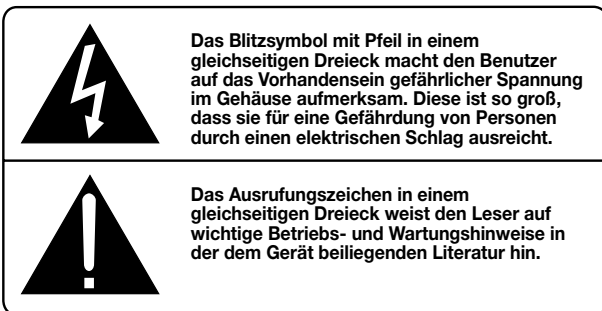 Das Blitzsymbol mit Pfeil in einem
gleichseitigen Dreieck macht den Benutzer
auf das Vorhandensein gefährlicher Spannung
im Gehäuse aufmerksam. Diese ist so groß,
dass sie für eine Gefährdung von Personen
durch einen elektrischen Schlag ausreicht.
Das Ausrufungszeichen in einem
gleichseitigen Dreieck weist den Leser auf
wichtige Betriebs- und Wartungshinweise in
der dem Gerät beiliegenden Literatur hin.